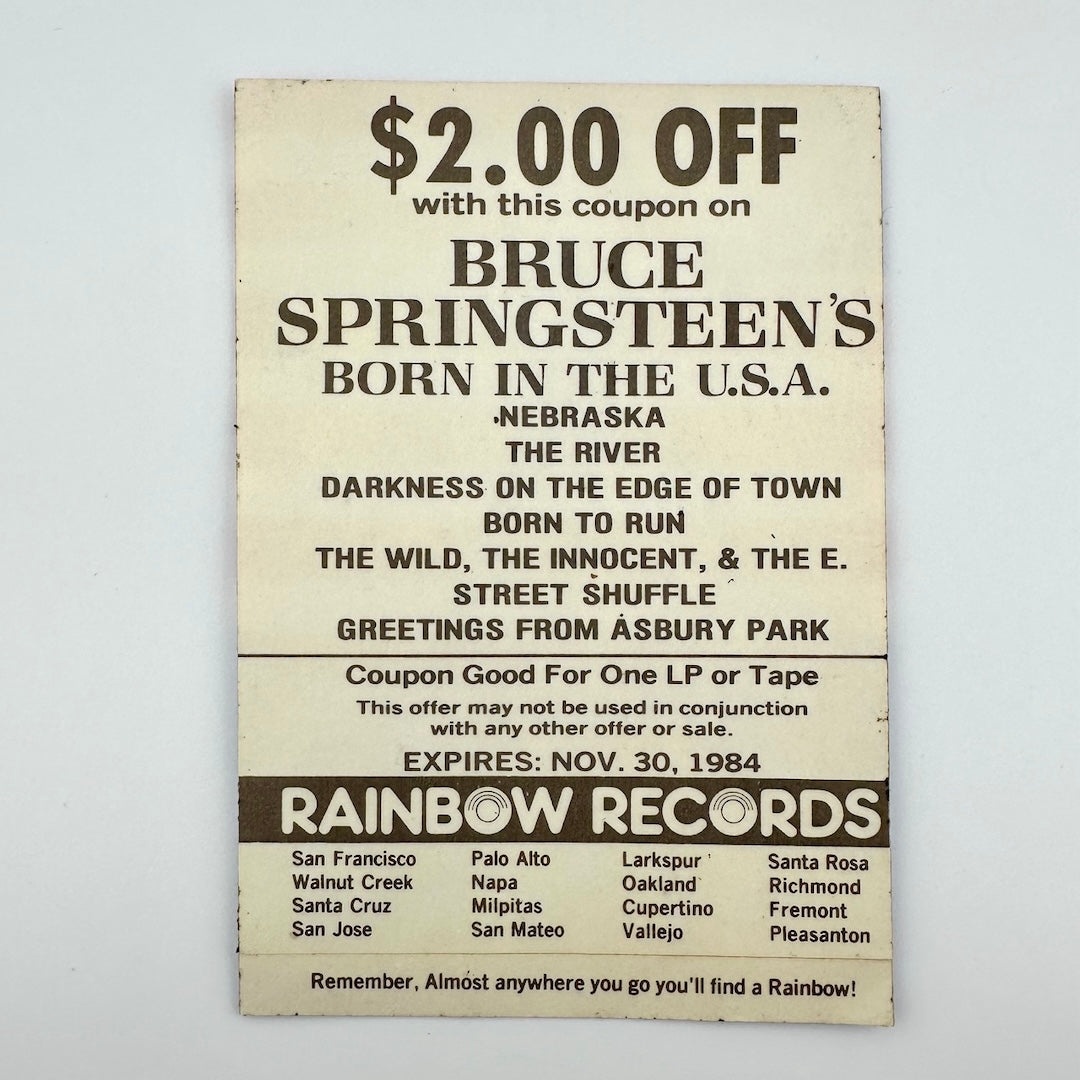 $2.00 OFF
with this coupon on
BRUCE
SPRINGSTEEN'S
BORN IN THE U.S.A.
NEBRASKA
THE RIVER
DARKNESS ON THE EDGE OF TOWN
BORN TO RUN
THE WILD, THE INNOCENT, & THE E.
STREET SHUFFLE
GREETINGS FROM ASBURY PARK
Coupon Good For One LP or Tape
This offer may not be used in conjunction
with any other offer or sale.
EXPIRES: NOV. 30, 1984
RAINBOW RECORDS
San Francisco Palo Alto Larkspur Santa Rosa
Walnut Creek Napa Oakland Richmond
Santa Cruz Milpitas Cupertino Fremont
San Jose San Mateo Vallejo Pleasanton
Remember, Almost anywhere you go you'll find a Rainbow!